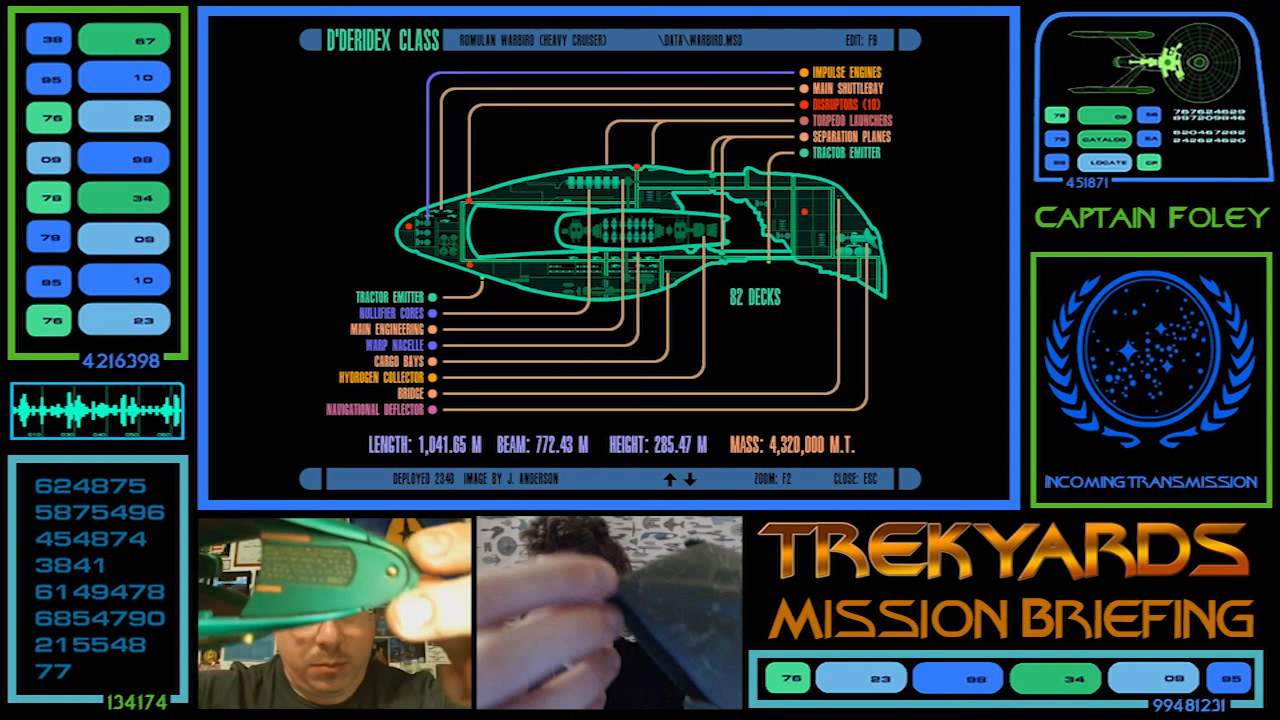 38 67
95 10
76 23
09 98
78 34
79 09
95 10
76 23
4216398
624875
5875496
454874
3841
6149478
6854790
215548
77
134174
D'DERIDEX CLASS ROMULAN WARBIRD (HEAVY CRUISER) \DATA\WARBIRD.MSD EDIT: F9
IMPULSE ENGINES
MAIN SHUTTLEBAY
DISRUPTORS (10)
TORPEDO LAUNCHERS
SEPARATION PLANES
TRACTOR EMITTER
82 DECKS
TRACTOR EMITTER
NULLIFIER CORES
MAIN ENGINEERING
WARP NACELLE
CARGO BAYS
HYDROGEN COLLECTOR
BRIDGE
NAVIGATIONAL DEFLECTOR
LENGTH: 1,041.65 M BEAM: 772.43 M HEIGHT: 285.47 M MASS: 4,320,000 M.T.
DEPLOYED 2340 IMAGE BY J. ANDERSON ZOOM: F2 CLOSE: ESC
CATALOG
LOCATE
451871
CAPTAIN FOLEY
INCOMING TRANSMISSION
TREKYARDS
MISSION BRIEFING
76 23 98 34 09 95
99481231